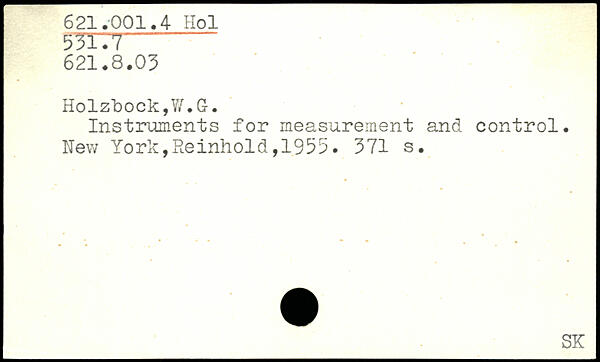 621.001.4 Hol
531.7
621.8.03
Holzbock,W.G.
Instruments for measurement and control.
New York,Reinhold,1955. 371 s.
SK